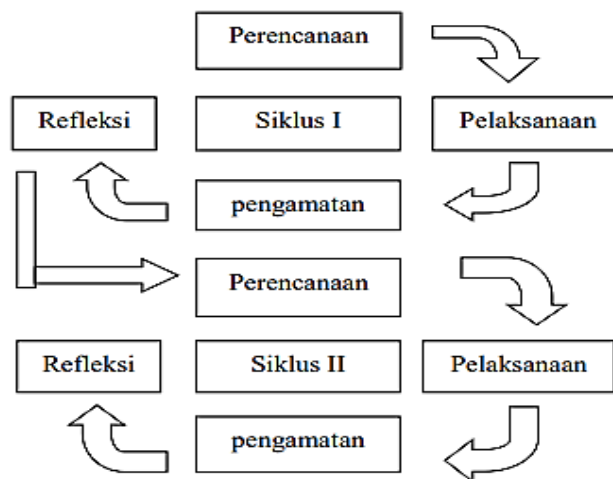 Perencanaan
Refleksi
Siklus I
Pelaksanaan
pengamatan
Perencanaan
Refleksi
Siklus II
Pelaksanaan
pengamatan